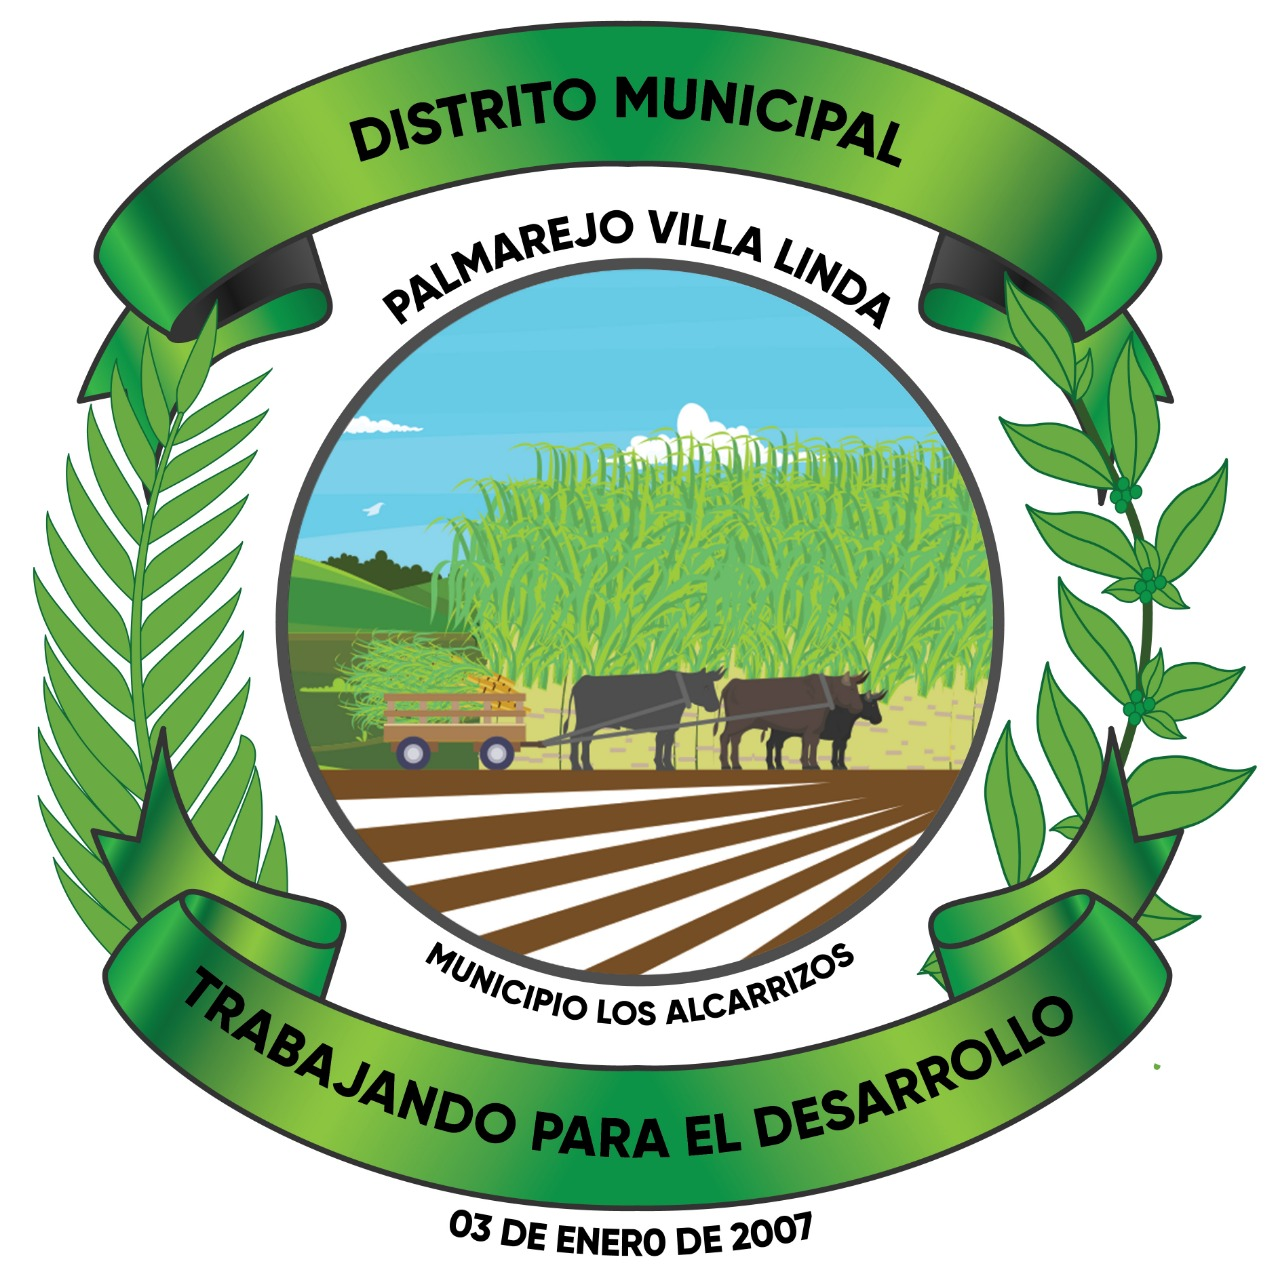 DISTRITO MUNICIPAL
PALMAREJO VILLA LINDA
MUNICIPIO LOS ALCARRIZOS
TRABAJANDO PARA EL DESARROLLO
03 DE ENERO DE 2007